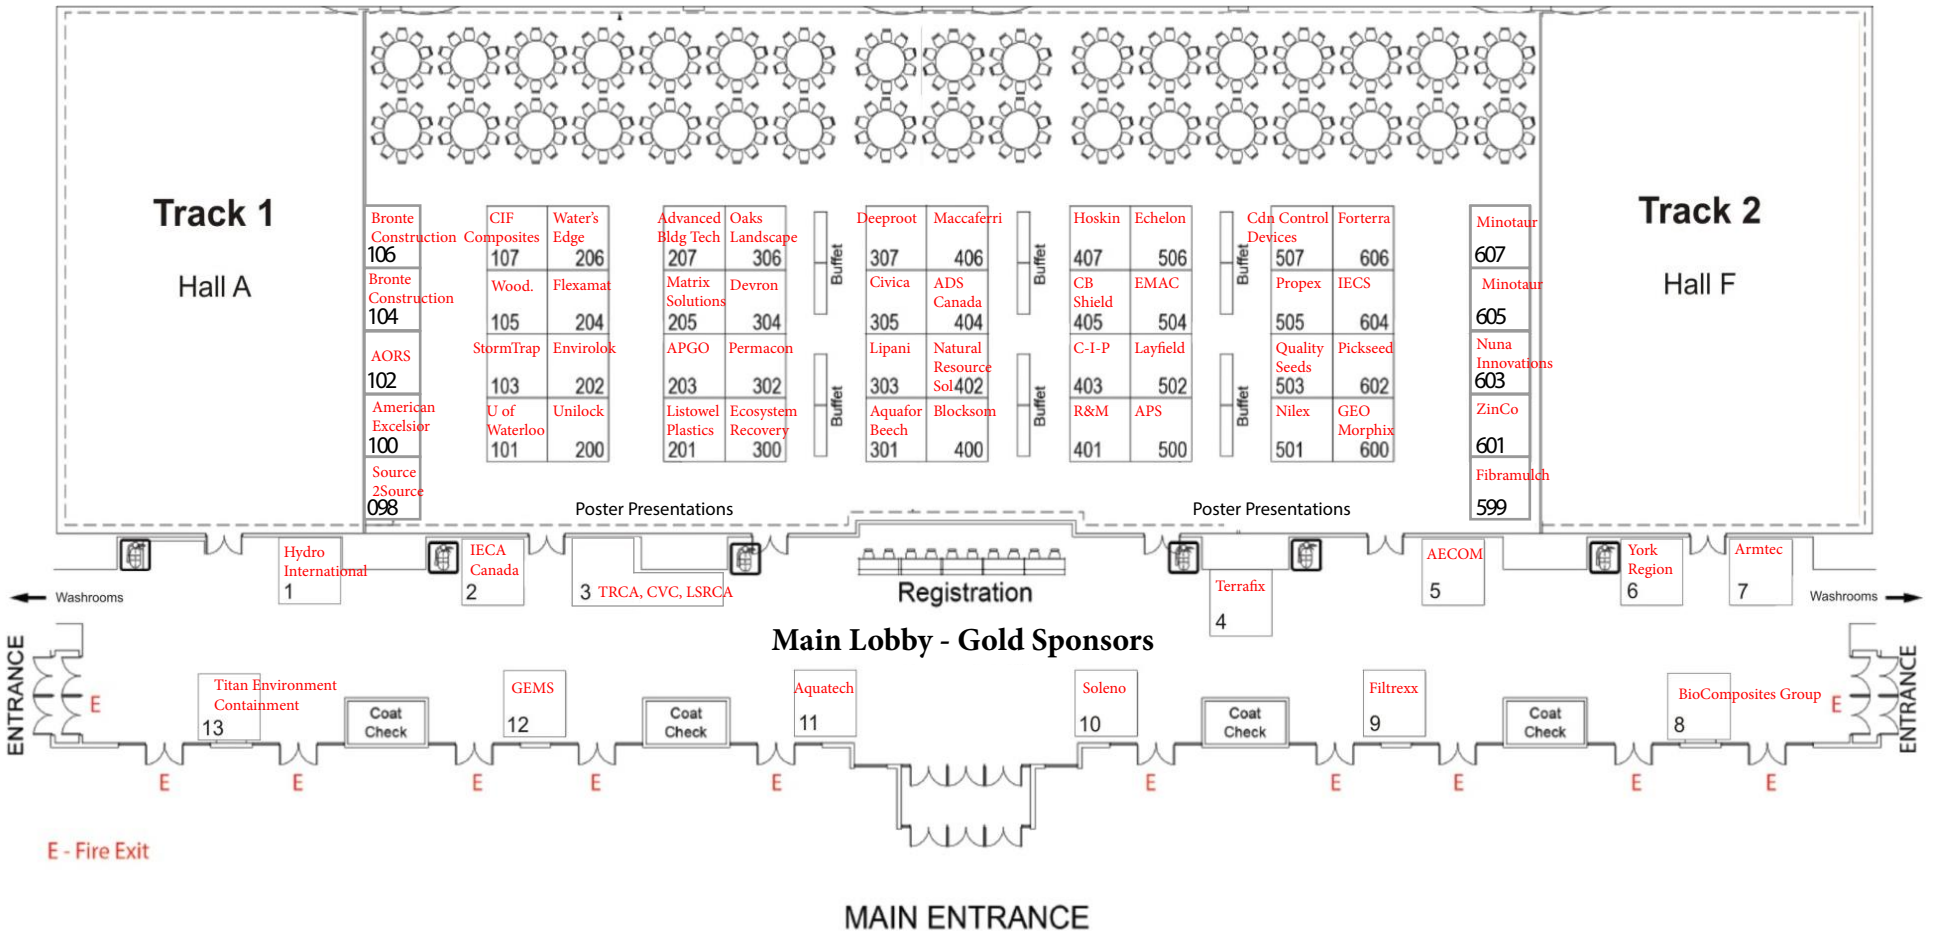 Track 1
Hall A
Track 2
Hall F
Bronte
Construction
106
CIF
Composites
107
Water's
Edge
206
Advanced
Bldg Tech
207
Oaks
Landscape
306
Buffet
Deeproot
307
Maccaferri
406
Buffet
Hoskin
407
Echelon
506
Buffet
Cdn Control
Devices
507
Forterra
606
Minotaur
607
Bronte
Construction
104
Wood.
105
Flexamat
204
Matrix
Solutions
205
Devron
304
Civica
305
ADS
Canada
404
CB
Shield
405
EMAC
504
Propex
505
IECS
604
Minotaur
605
AORS
102
StormTrap
103
Envirolok
202
APGO
203
Permacon
302
Buffet
Lipani
303
Natural
Resource
Sol402
Buffet
C-I-P
403
Layfield
502
Buffet
Quality
Seeds
503
Pickseed
602
Nuna
Innovations
603
American
Excelsior
100
U of
Waterloo
101
Unilock
200
Listowel
Plastics
201
Ecosystem
Recovery
300
Aquafor
Beech
301
Blocksom
400
R&M
401
APS
500
Nilex
501
GEO
Morphix
600
ZinCo
601
Source
2Source
098
Fibramulch
599
Poster Presentations
Poster Presentations
Hydro
International
1
IECA
Canada
2
3 TRCA, CVC, LSRCA
Registration
Terrafix
4
AECOM
5
York
Region
6
Armtec
7
Washrooms
Washrooms
Main Lobby - Gold Sponsors
ENTRANCE
E
Titan Environment
Containment
13
Coat
Check
GEMS
12
Coat
Check
Aquatech
11
Soleno
10
Coat
Check
Filtrexx
9
Coat
Check
BioComposites Group
8
E
ENTRANCE
E
E
E
E
E
E
E
E
E
E
E - Fire Exit
MAIN ENTRANCE